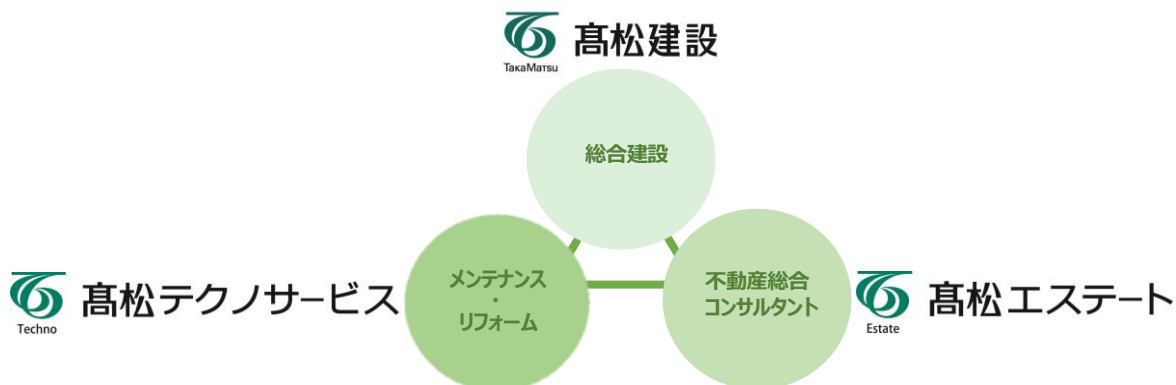 髙松建設
TakaMatsu
総合建設
メンテナンス
・
リフォーム
不動産総合
コンサルタント
髙松テクノサービス
Techno
髙松エステート
Estate